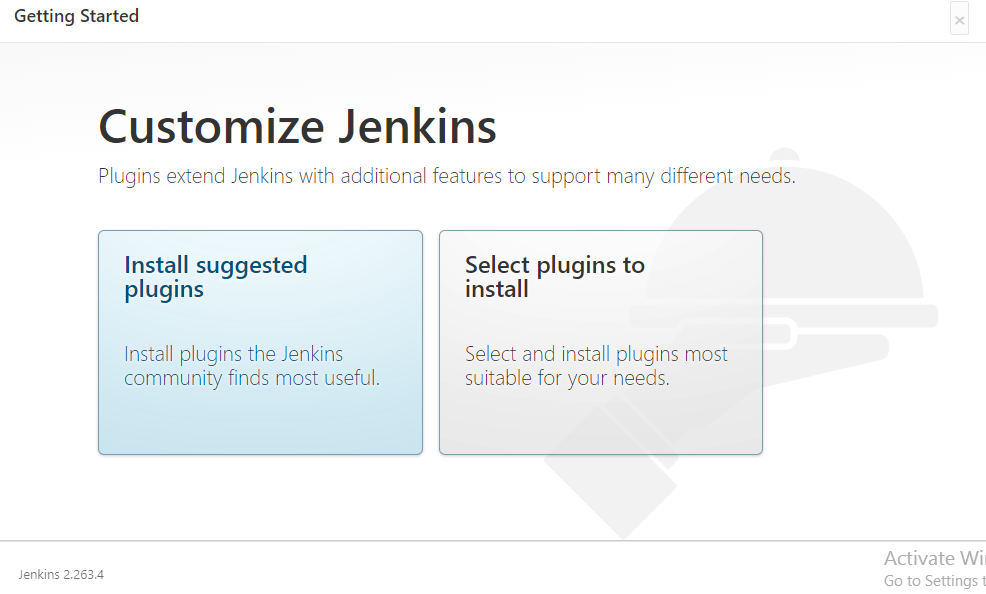 Getting Started
×
Customize Jenkins
Plugins extend Jenkins with additional features to support many different needs.
Install suggested
plugins
Install plugins the Jenkins
community finds most useful.
Select plugins to
install
Select and install plugins most
suitable for your needs.
Jenkins 2.263.4
Activate Wi
Go to Settings t